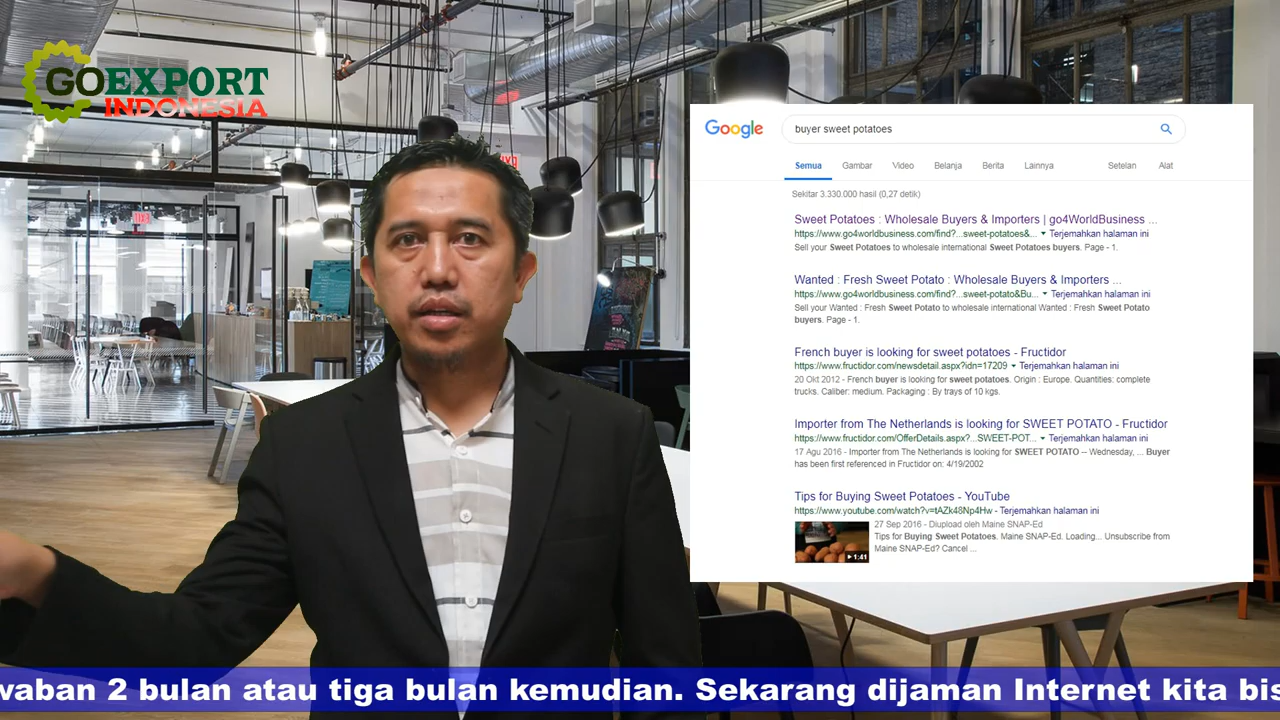 GOEXPORT
INDONESIA
Google
buyer sweet potatoes
Semua Gambar Video Belanja Berita Lainnya Setelan Alat
Sekitar 3.330.000 hasil (0,27 detik)
Sweet Potatoes : Wholesale Buyers & Importers | go4WorldBusiness ...
https://www.go4worldbusiness.com/find?...sweet-potatoes&... Terjemahkan halaman ini
Sell your Sweet Potatoes to wholesale international Sweet Potatoes buyers. Page - 1.
Wanted : Fresh Sweet Potato : Wholesale Buyers & Importers ...
https://www.go4worldbusiness.com/find?...sweet-potato&Bu... Terjemahkan halaman ini
Sell your Wanted : Fresh Sweet Potato to wholesale international Wanted : Fresh Sweet Potato
buyers. Page - 1.
French buyer is looking for sweet potatoes - Fructidor
https://www.fructidor.com/newsdetail.aspx?idn=17209 Terjemahkan halaman ini
20 Okt 2012 - French buyer is looking for sweet potatoes. Origin : Europe. Quantities: complete
trucks. Caliber: medium. Packaging : By trays of 10 kgs.
Importer from The Netherlands is looking for SWEET POTATO - Fructidor
https://www.fructidor.com/OfferDetails.aspx?...SWEET-POT... Terjemahkan halaman ini
17 Agu 2016 - Importer from The Netherlands is looking for SWEET POTATO -- Wednesday, ... Buyer
has been first referenced in Fructidor on: 4/19/2002
Tips for Buying Sweet Potatoes - YouTube
https://www.youtube.com/watch?v=tAZk48Np4Hw - Terjemahkan halaman ini
27 Sep 2016 - Diupload oleh Maine SNAP-Ed
Tips for Buying Sweet Potatoes. Maine SNAP-Ed. Loading... Unsubscribe from
Maine SNAP-Ed? Cancel ...
1:41
waban 2 bulan atau tiga bulan kemudian. Sekarang dijaman Internet kita bis